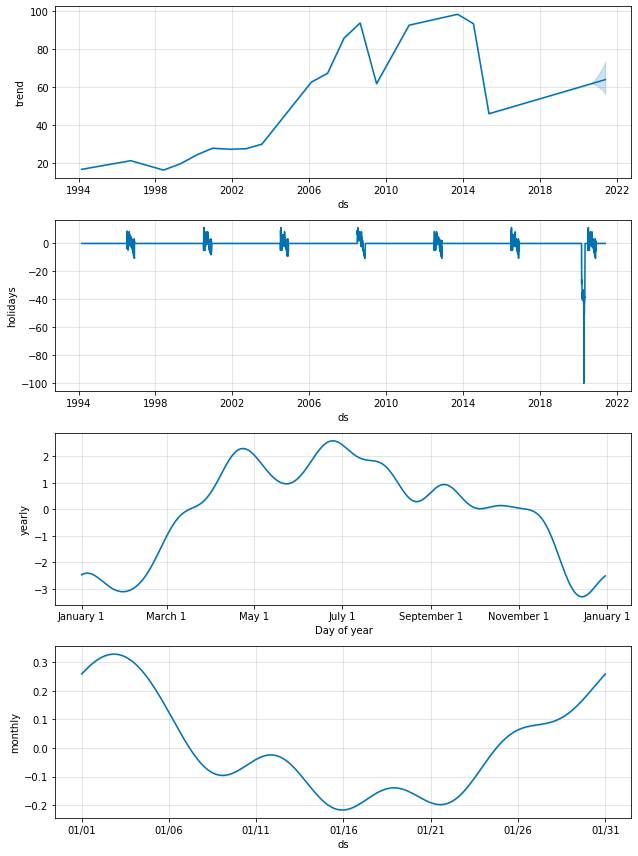 100
80
60
40
20
trend
1994 1998 2002 2006 2010 2014 2018 2022
ds
0
−20
−40
−60
−80
−100
holidays
1994 1998 2002 2006 2010 2014 2018 2022
ds
2
1
0
−1
−2
−3
yearly
January 1 March 1 May 1 July 1 September 1 November 1 January 1
Day of year
0.3
0.2
0.1
0.0
−0.1
−0.2
monthly
01/01 01/06 01/11 01/16 01/21 01/26 01/31
ds